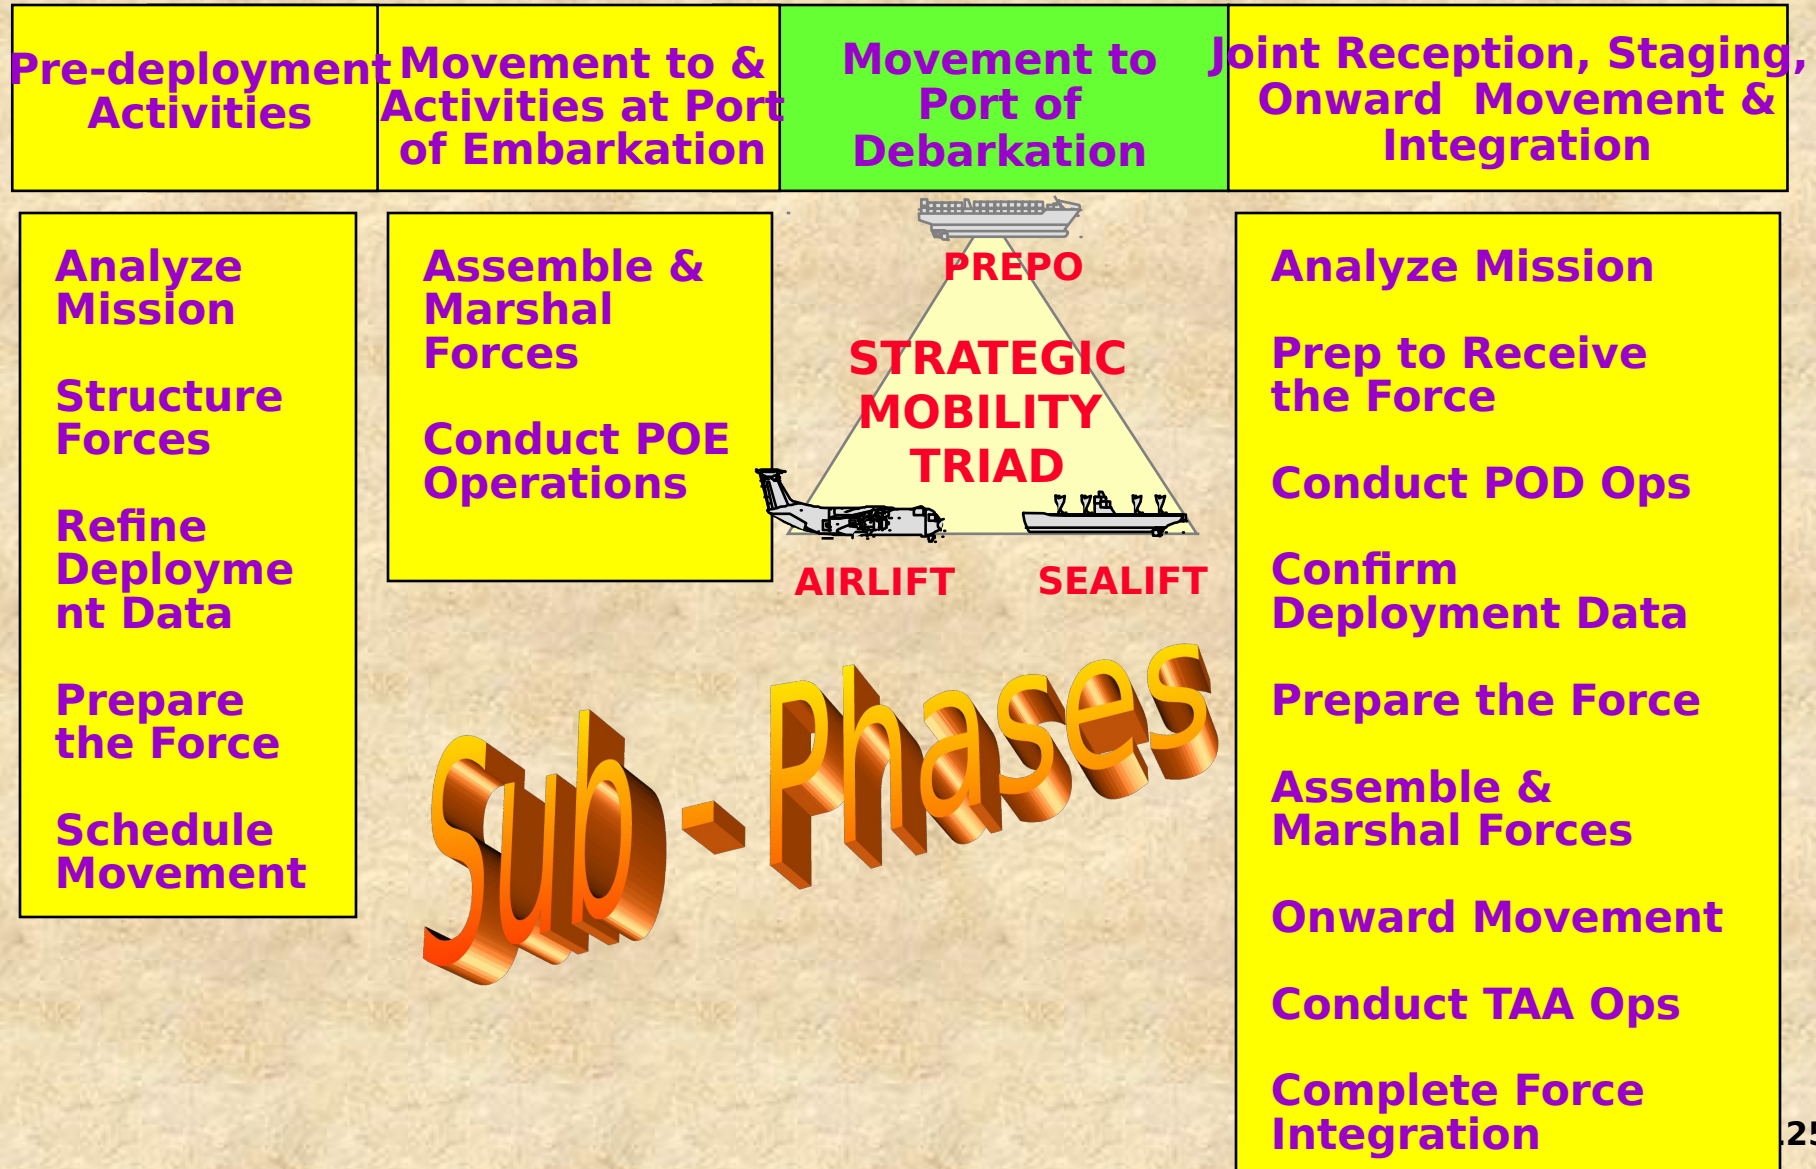 Pre-deployment
Activities
Movement to &
Activities at Port
of Embarkation
Movement to
Port of
Debarkation
Joint Reception, Staging,
Onward  Movement &
Integration
Analyze
Mission
Structure
Forces
Refine
Deployme
nt Data
Prepare
the Force
Schedule
Movement
Assemble &
Marshal
Forces
Conduct POE
Operations
PREPO
STRATEGIC
MOBILITY
TRIAD
AIRLIFT
SEALIFT
Sub - Phases
Analyze Mission
Prep to Receive
the Force
Conduct POD Ops
Confirm
Deployment Data
Prepare the Force
Assemble &
Marshal Forces
Onward Movement
Conduct TAA Ops
Complete Force
Integration